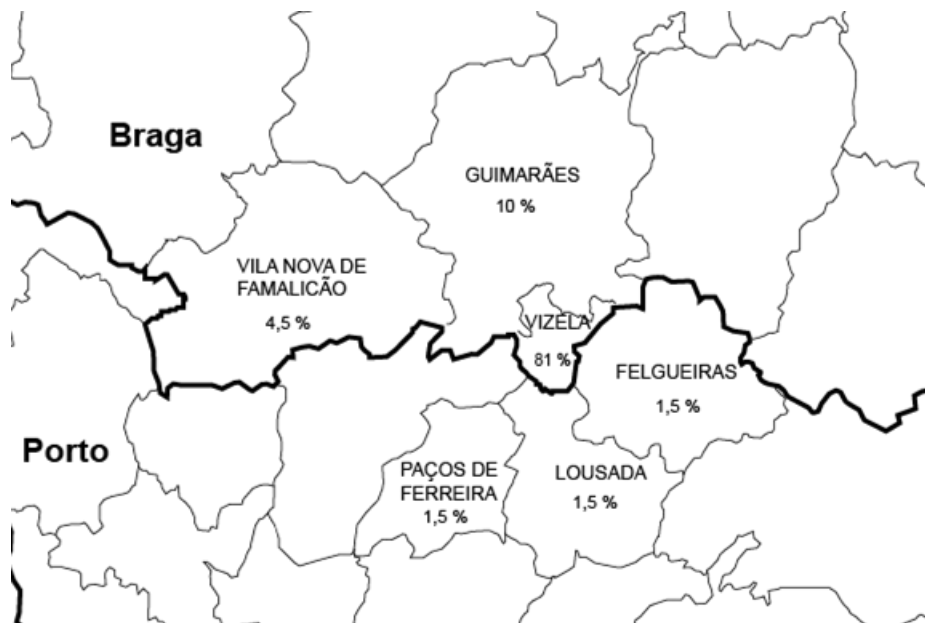 Braga
GUIMARÃES
10 %
VILA NOVA DE
FAMALICÃO
4,5 %
VIZELA
81 %
FELGUEIRAS
1,5 %
Porto
PAÇOS DE
FERREIRA
1,5 %
LOUSADA
1,5 %